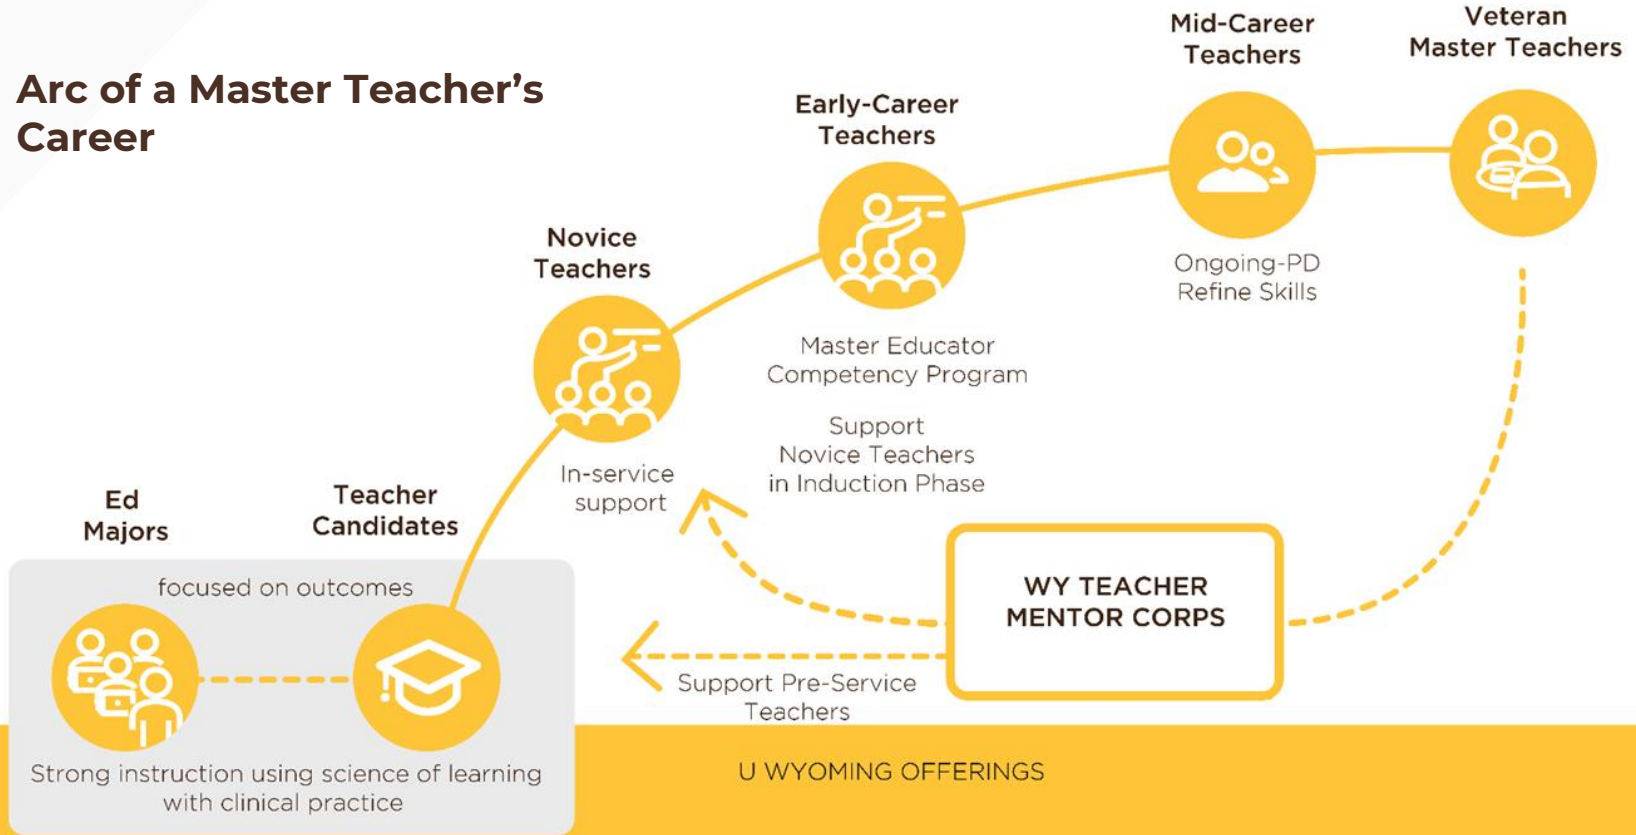 Arc of a Master Teacher’s
Career
Ed
Majors
Teacher
Candidates
focused on outcomes
Strong instruction using science of learning
with clinical practice
Novice
Teachers
In-service
support
Early-Career
Teachers
Master Educator
Competency Program
Support
Novice Teachers
in Induction Phase
Mid-Career
Teachers
Ongoing-PD
Refine Skills
Veteran
Master Teachers
WY TEACHER
MENTOR CORPS
Support Pre-Service
Teachers
U WYOMING OFFERINGS